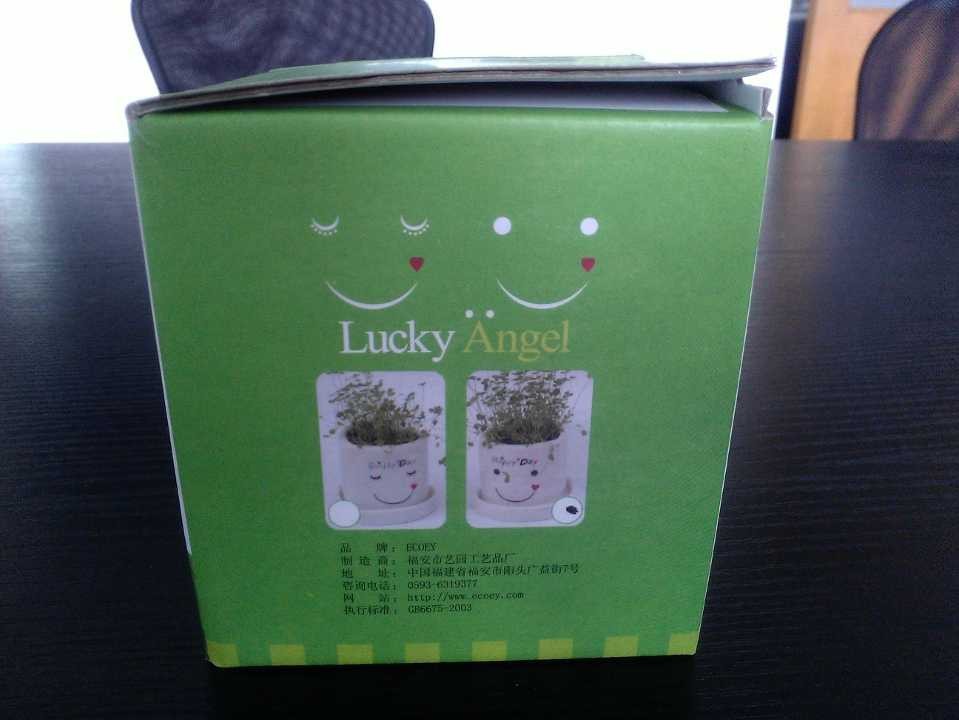 Lucky Ängel
Happy Day
Happy Day
品 牌: ECOEY
制 造 商: 福安市艺园工艺品厂
地 址: 中国福建省福安市阳头广益街7号
咨询电话: 0593-6319377
网 站: http://www.ecoey.com
执行标准: GB6675-2003